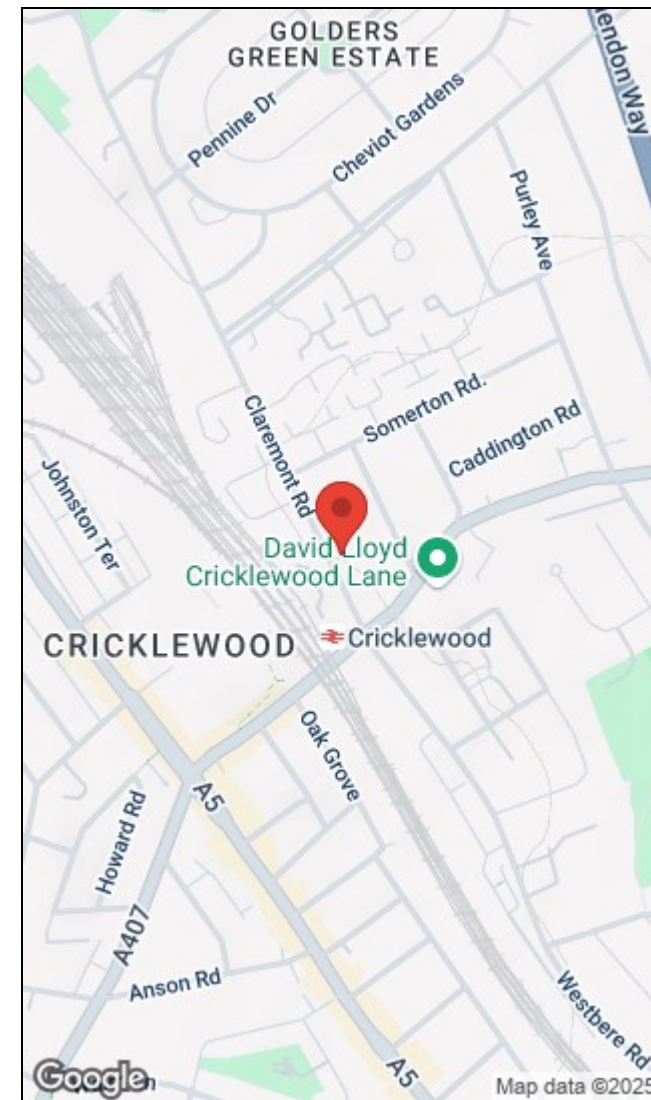 GOLDERS
GREEN ESTATE
Pennine Dr
Cheviot Gardens
Hendon Way
Purley Ave
Claremont Rd
Somerton Rd.
Caddington Rd
Johnston Ter
David Lloyd
Cricklewood Lane
CRICKLEWOOD
Cricklewood
Oak Grove
A5
Howard Rd
A407
Anson Rd
Westbere Rd
A5
Google
Map data ©2025